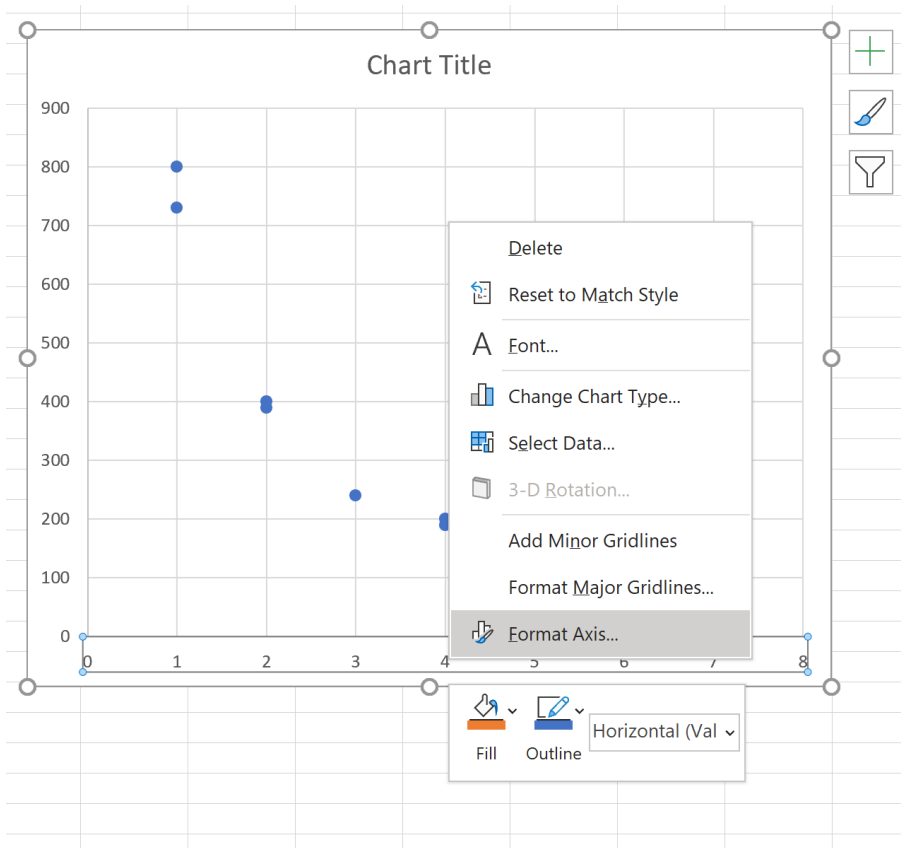 Chart Title
900
800
700
600
500
400
300
200
100
0
0 1 2 3 4 5 6 7 8
Delete
Reset to Match Style
A Font...
Change Chart Type...
Select Data...
3-D Rotation...
Add Minor Gridlines
Format Major Gridlines...
Format Axis...
Fill
Outline
Horizontal (Val